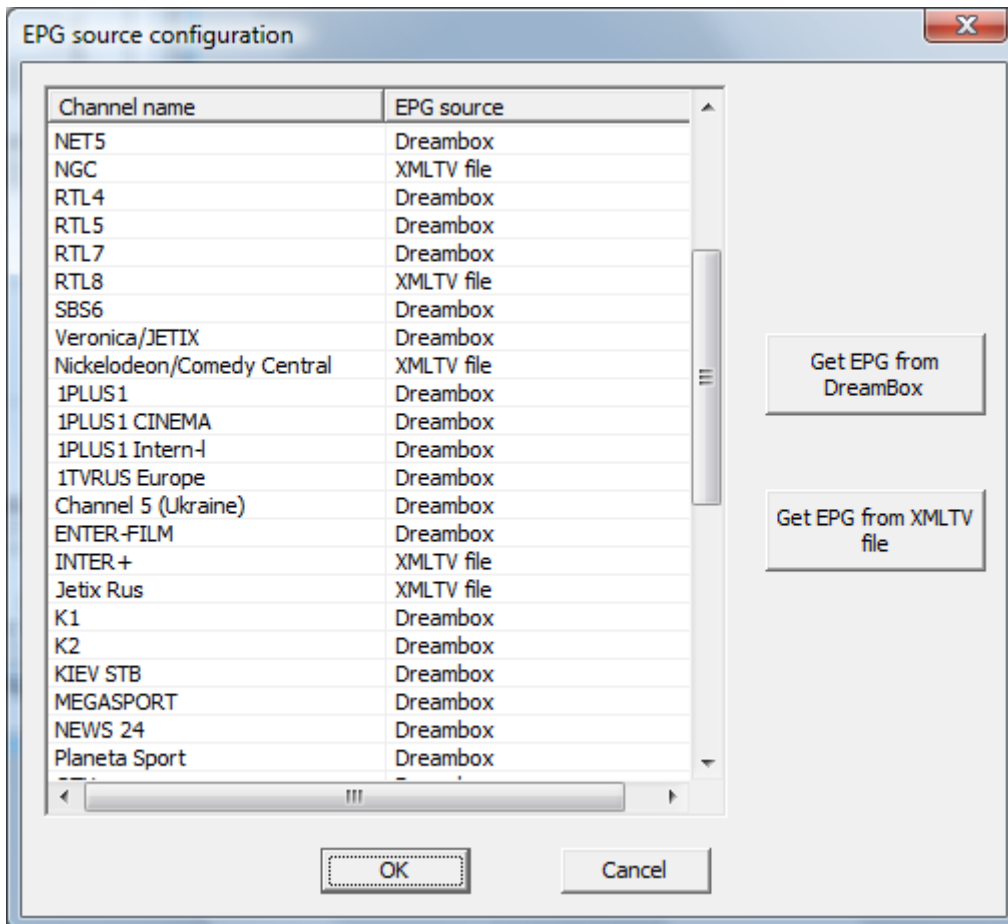 EPG source configuration
Channel name EPG source
NET5 Dreambox
NGC XMLTV file
RTL4 Dreambox
RTL5 Dreambox
RTL7 Dreambox
RTL8 XMLTV file
SBS6 Dreambox
Veronica/JETIX Dreambox
Nickelodeon/Comedy Central XMLTV file
1PLUS1 Dreambox
1PLUS1 CINEMA Dreambox
1PLUS1 Intern-l Dreambox
1TVRUS Europe Dreambox
Channel 5 (Ukraine) Dreambox
ENTER-FILM Dreambox
INTER+ XMLTV file
Jetix Rus XMLTV file
K1 Dreambox
K2 Dreambox
KIEV STB Dreambox
MEGASPORT Dreambox
NEWS 24 Dreambox
Planeta Sport Dreambox
Get EPG from
DreamBox
Get EPG from XMLTV
file
OK Cancel